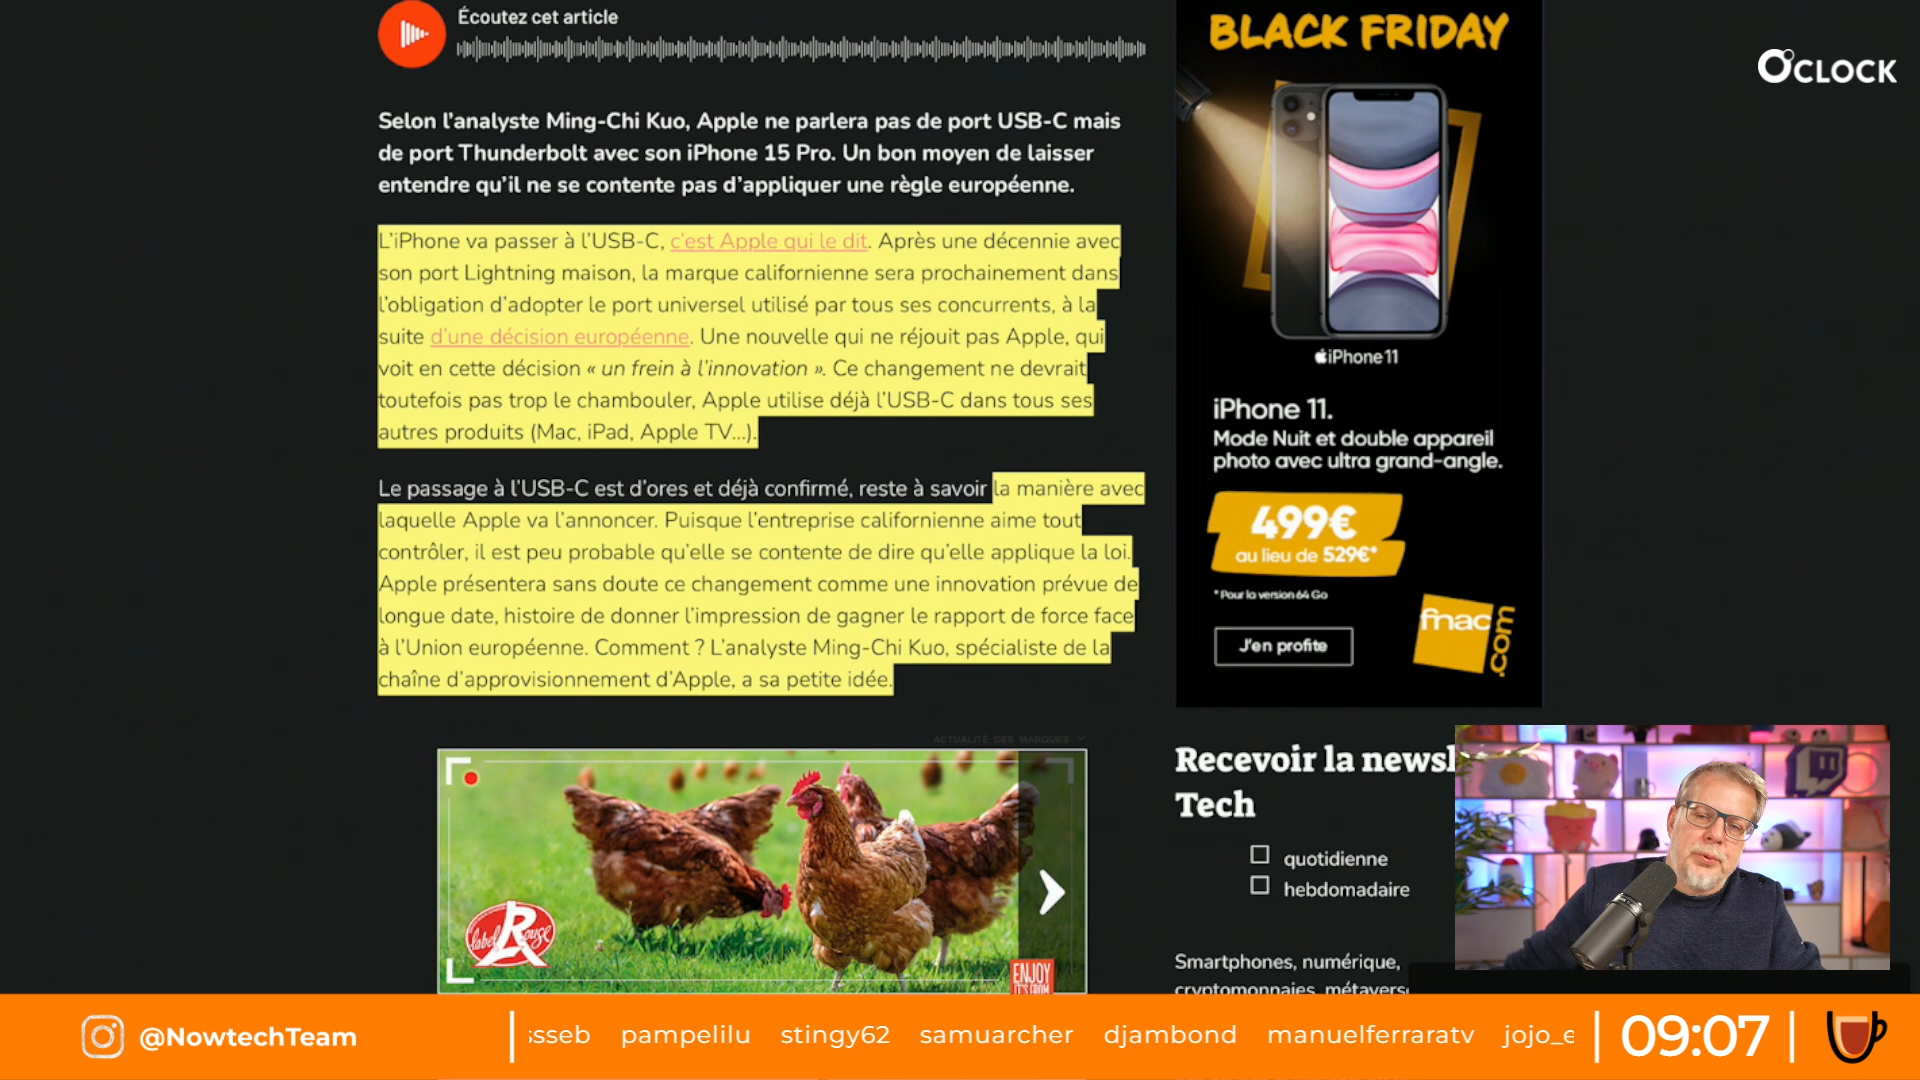 Écoutez cet article
Selon l'analyste Ming-Chi Kuo, Apple ne parlera pas de port USB-C mais
de port Thunderbolt avec son iPhone 15 Pro. Un bon moyen de laisser
entendre qu'il ne se contente pas d'appliquer une règle européenne.
L'iPhone va passer à l'USB-C, c'est Apple qui le dit. Après une décennie avec
son port Lightning maison, la marque californienne sera prochainement dans
l'obligation d'adopter le port universel utilisé par tous ses concurrents, à la
suite d'une décision européenne. Une nouvelle qui ne réjouit pas Apple, qui
voit en cette décision « un frein à l'innovation ». Ce changement ne devrait
toutefois pas trop le chambouler, Apple utilise déjà l'USB-C dans tous ses
autres produits (Mac, iPad, Apple TV...).
Le passage à l'USB-C est d'ores et déjà confirmé, reste à savoir la manière avec
laquelle Apple va l'annoncer. Puisque l'entreprise californienne aime tout
contrôler, il est peu probable qu'elle se contente de dire qu'elle applique la loi.
Apple présentera sans doute ce changement comme une innovation prévue de
longue date, histoire de donner l'impression de gagner le rapport de force face
à l'Union européenne. Comment ? L'analyste Ming-Chi Kuo, spécialiste de la
chaîne d'approvisionnement d'Apple, a sa petite idée.
ACTUALITÉ DES MARQUES
label Rouge
ENJOY
IT'S FROM
BLACK FRIDAY
iPhone 11
iPhone 11.
Mode Nuit et double appareil
photo avec ultra grand-angle.
499€
au lieu de 529€*
* Pour la version 64 Go
J'en profite
fnac
.com
O'CLOCK
Recevoir la newsl
Tech
quotidienne
hebdomadaire
Smartphones, numérique,
cryptomonnaies, métavers
@NowtechTeam
ssseb pampelilu stingy62 samuarcher djambond manuelferraratv jojo_e
09:07